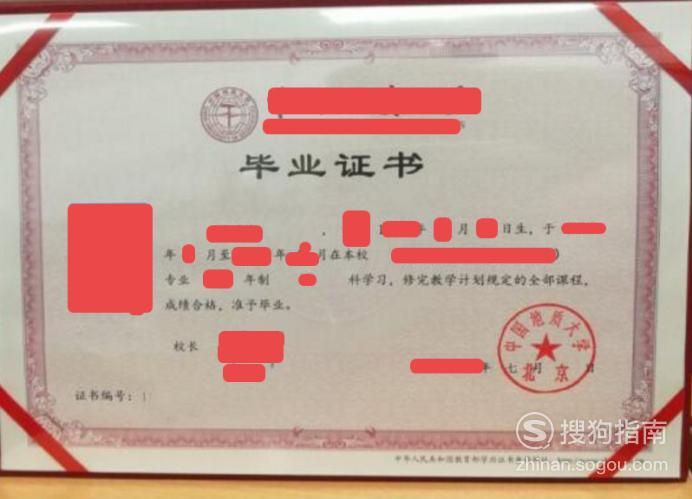 毕业证书
日生，于
年 月至 年 月在本校 ）
专业 年制 科学习，修完教学计划规定的全部课程，
成绩合格，准予毕业。
校长
中国地质大学
北京
年 七 月 日
证书编号：1
搜狗指南
zhinan.sogou.com